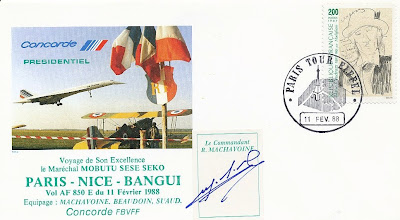 Concorde
PRESIDENTIEL
Voyage de Son Excellence
le Maréchal MOBUTU SESE SEKO
PARIS - NICE - BANGUI
Vol AF 850 E du 11 Février 1988
Equipage : MACHAVOINE, BEAUDOIN, SUAUD.
Concorde FBVFF
Le Commandant
R. MACHAVOINE
200
REPUBLIQUE FRANÇAISE
PARIS TOUR EIFFEL
11 FEV. 88